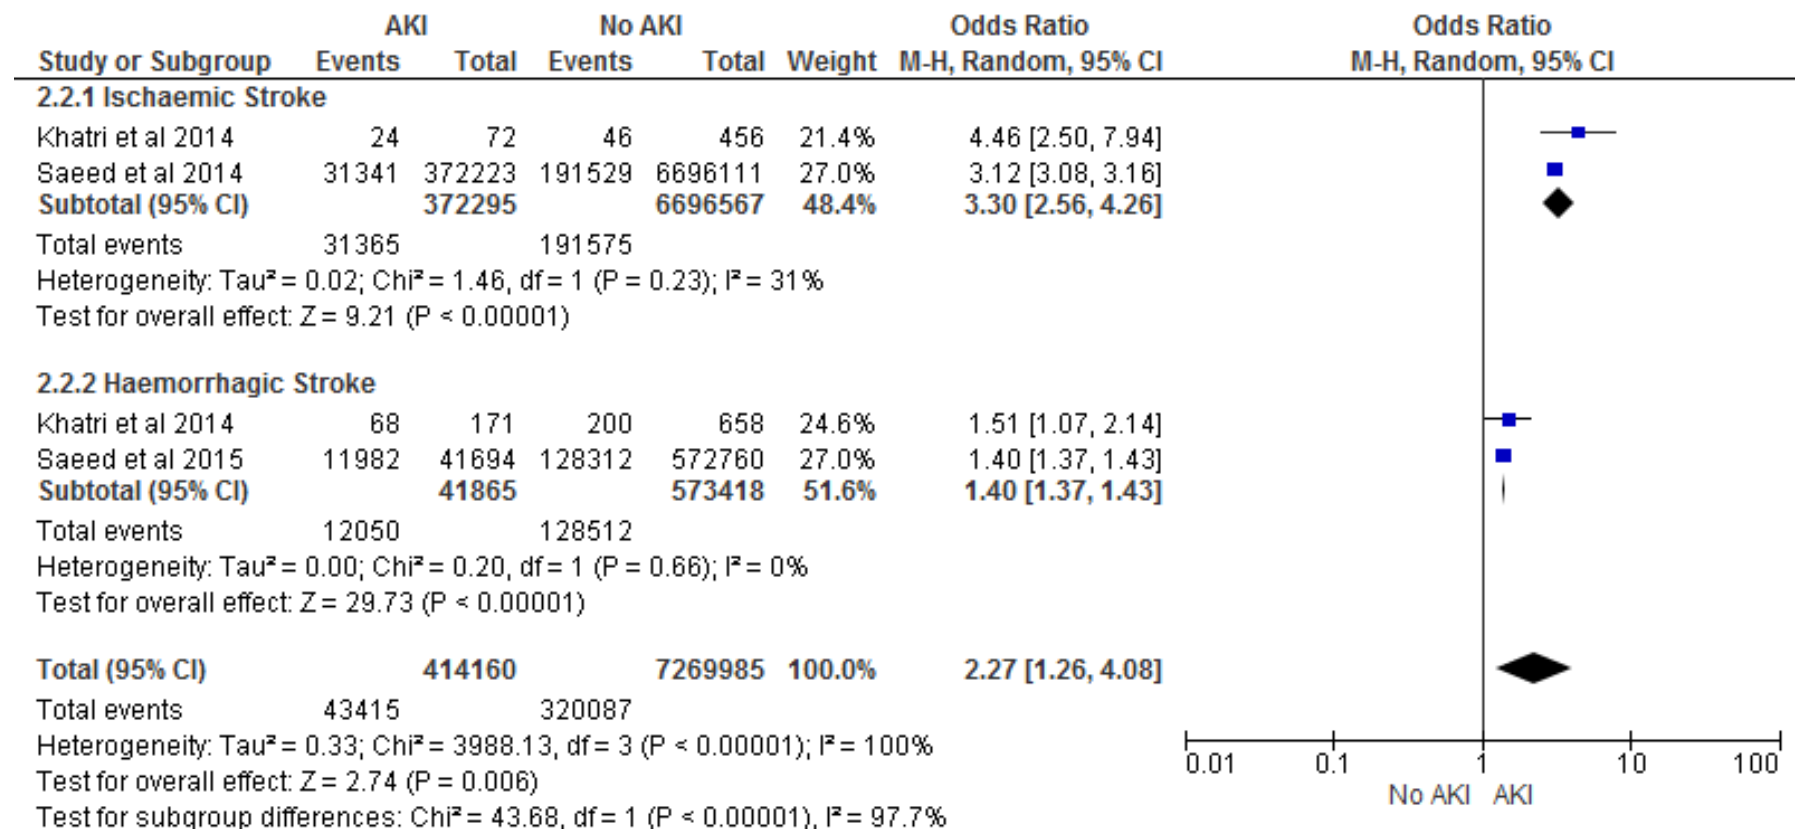 AKI No AKI Odds Ratio Odds Ratio
Study or Subgroup Events Total Events Total Weight M-H, Random, 95% CI M-H, Random, 95% CI
2.2.1 Ischaemic Stroke
Khatri et al 2014 24 72 46 456 21.4% 4.46 [2.50, 7.94]
Saeed et al 2014 31341 372223 191529 6696111 27.0% 3.12 [3.08, 3.16]
Subtotal (95% CI) 372295 6696567 48.4% 3.30 [2.56, 4.26]
Total events 31365 191575
Heterogeneity: Tau² = 0.02; Chi² = 1.46, df = 1 (P = 0.23); I² = 31%
Test for overall effect: Z = 9.21 (P < 0.00001)
2.2.2 Haemorrhagic Stroke
Khatri et al 2014 68 171 200 658 24.6% 1.51 [1.07, 2.14]
Saeed et al 2015 11982 41694 128312 572760 27.0% 1.40 [1.37, 1.43]
Subtotal (95% CI) 41865 573418 51.6% 1.40 [1.37, 1.43]
Total events 12050 128512
Heterogeneity: Tau² = 0.00; Chi² = 0.20, df = 1 (P = 0.66); I² = 0%
Test for overall effect: Z = 29.73 (P < 0.00001)
Total (95% CI) 414160 7269985 100.0% 2.27 [1.26, 4.08]
Total events 43415 320087
Heterogeneity: Tau² = 0.33; Chi² = 3988.13, df = 3 (P < 0.00001); I² = 100%
Test for overall effect: Z = 2.74 (P = 0.006)
Test for subgroup differences: Chi² = 43.68, df = 1 (P < 0.00001), I² = 97.7%
0.01 0.1 1 10 100
No AKI AKI